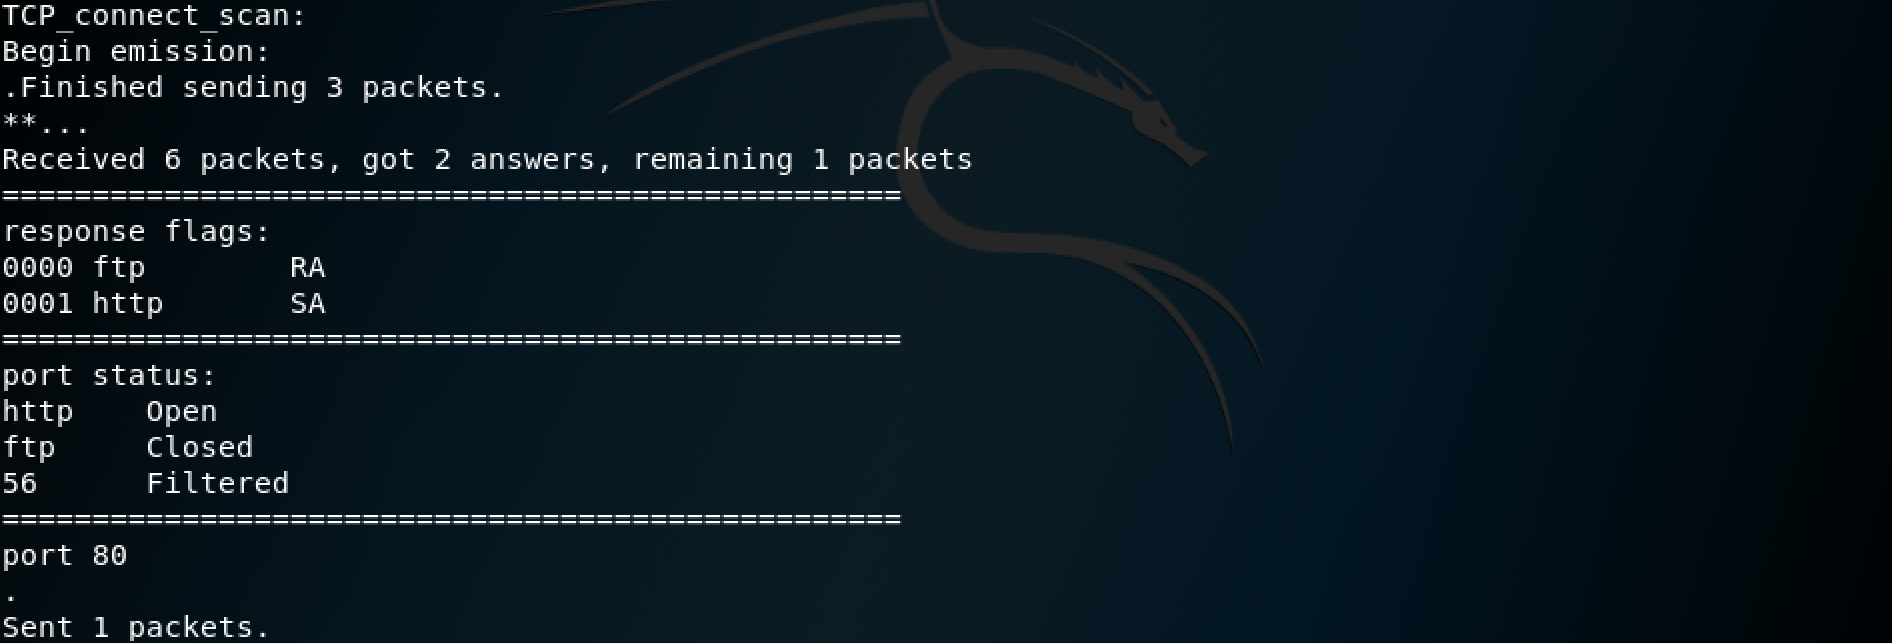 TCP_connect_scan:
Begin emission:
.Finished sending 3 packets.
**...
Received 6 packets, got 2 answers, remaining 1 packets
==================================================
response flags:
0000 ftp        RA
0001 http       SA
==================================================
port status:
http    Open
ftp     Closed
56      Filtered
==================================================
port 80
.
Sent 1 packets.